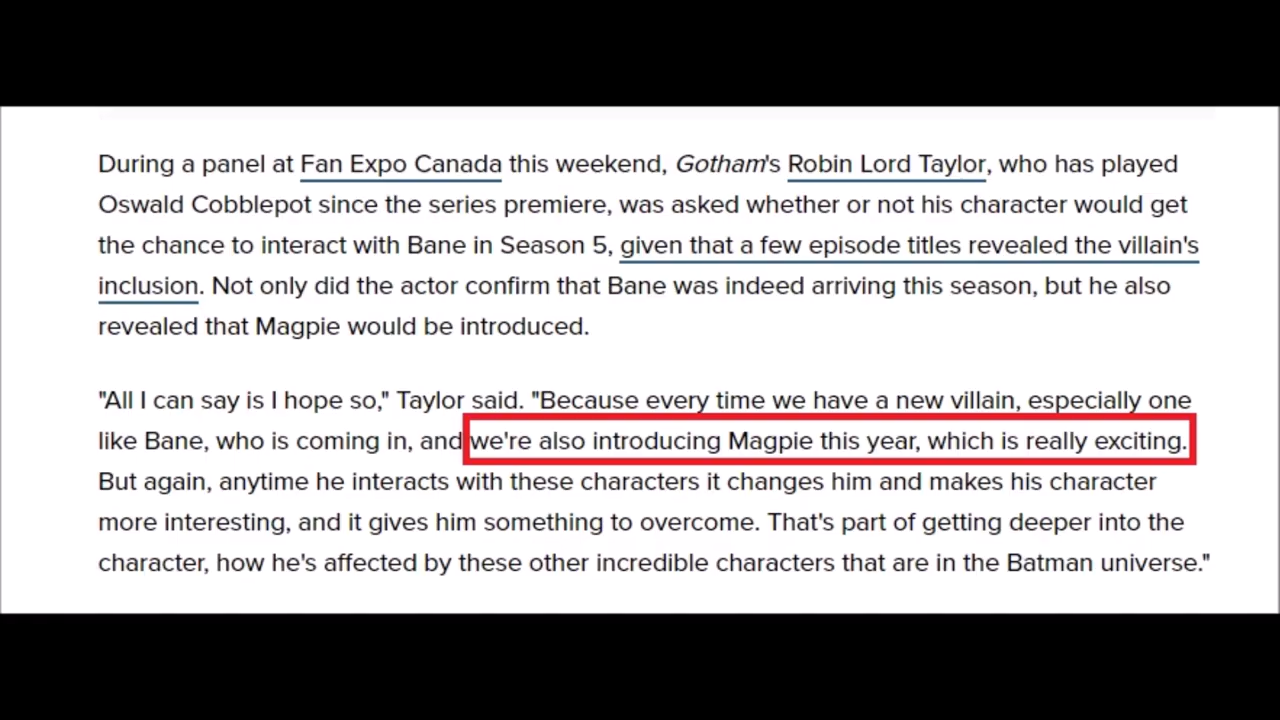 During a panel at Fan Expo Canada this weekend, Gotham's Robin Lord Taylor, who has played
Oswald Cobblepot since the series premiere, was asked whether or not his character would get
the chance to interact with Bane in Season 5, given that a few episode titles revealed the villain's
inclusion. Not only did the actor confirm that Bane was indeed arriving this season, but he also
revealed that Magpie would be introduced.
"All I can say is I hope so," Taylor said. "Because every time we have a new villain, especially one
like Bane, who is coming in, and we're also introducing Magpie this year, which is really exciting.
But again, anytime he interacts with these characters it changes him and makes his character
more interesting, and it gives him something to overcome. That's part of getting deeper into the
character, how he's affected by these other incredible characters that are in the Batman universe."